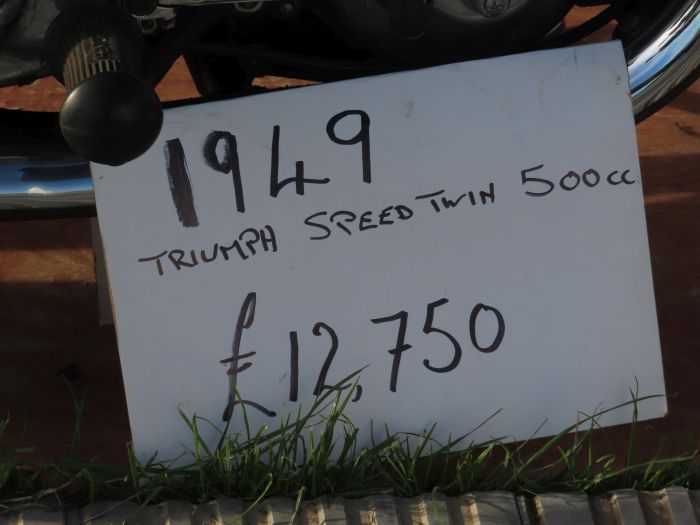 1949
TRIUMPH SPEED TWIN 500cc
£12,750